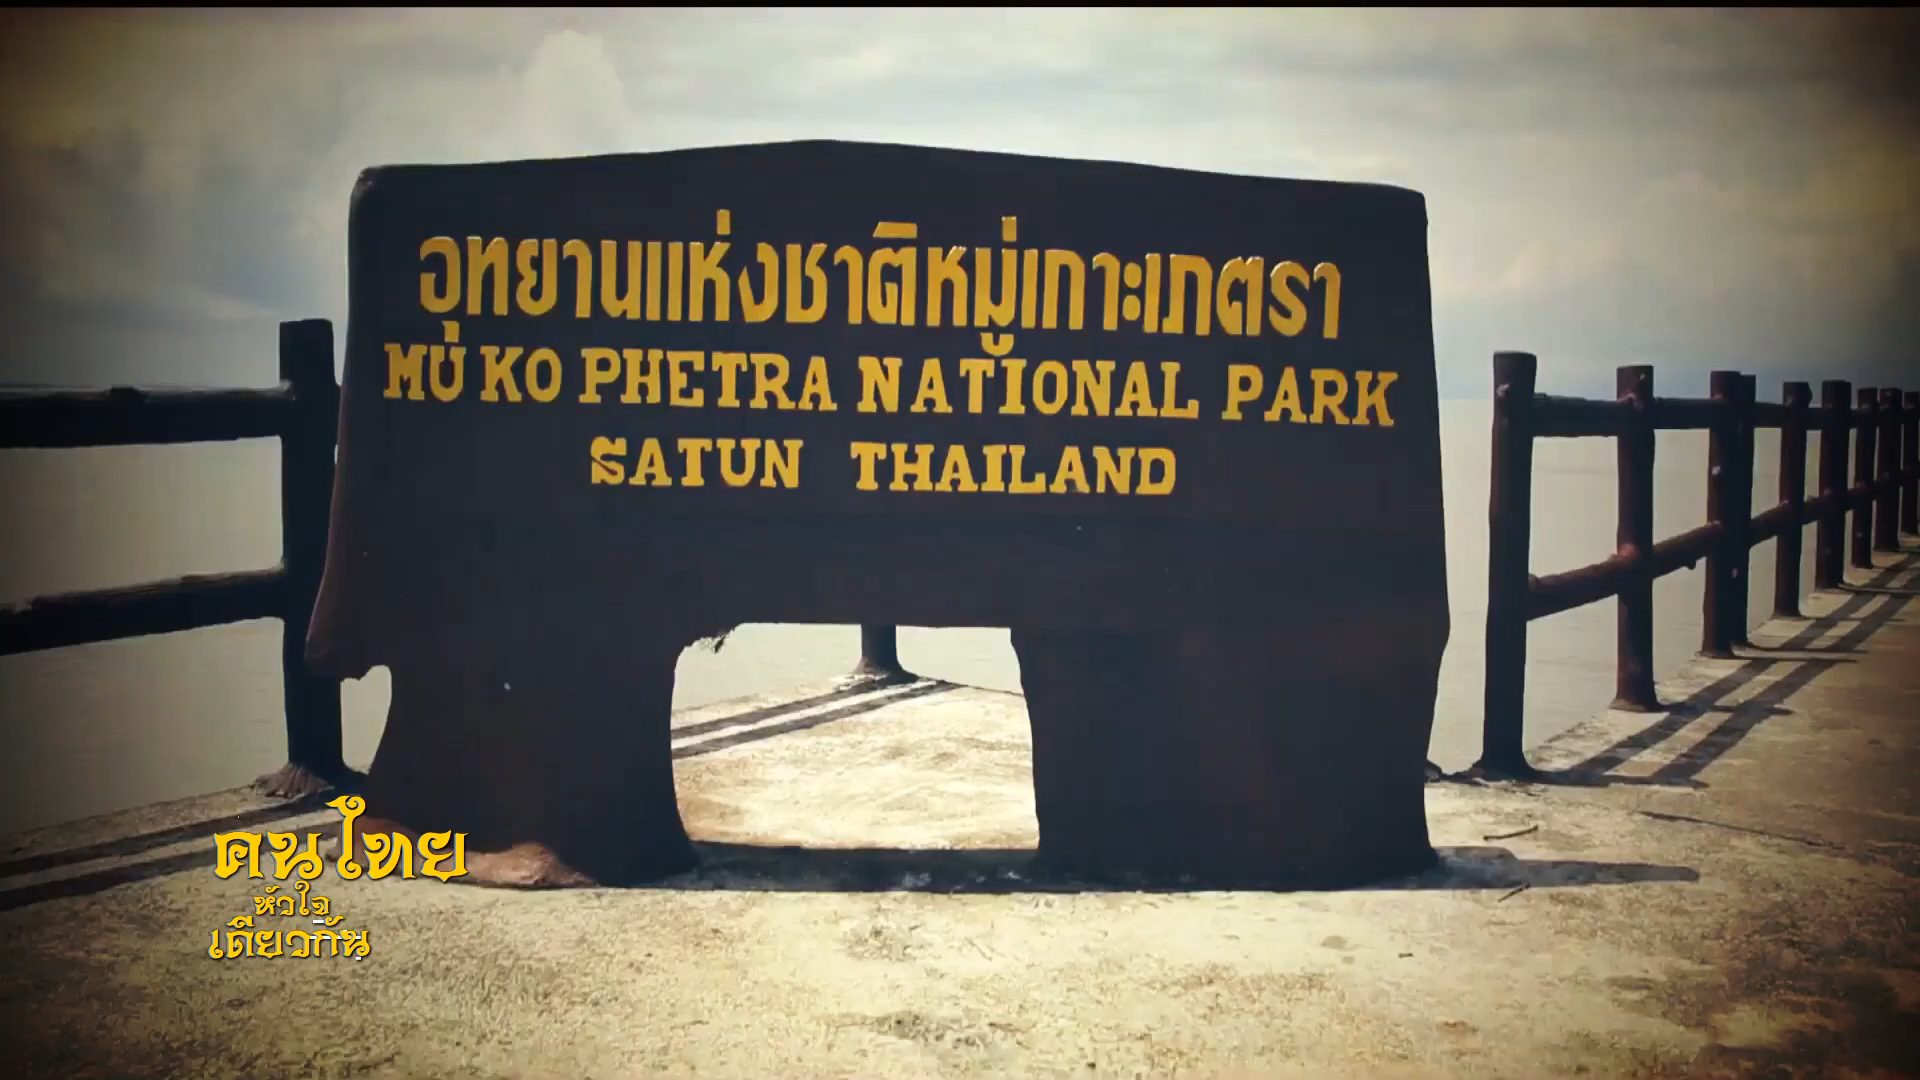 อุทยานแห่งชาติหมู่เกาะเภตรา
MU KO PHETRA NATIONAL PARK
SATUN THAILAND
คนไทย
หัวใจ
เดียวกัน